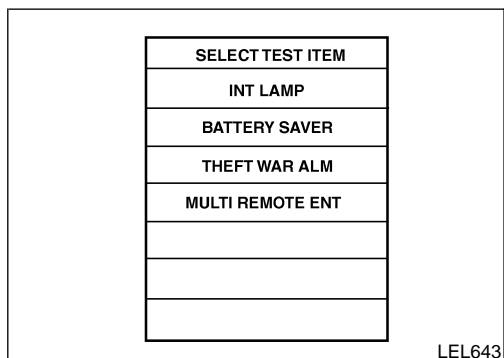 SELECT TEST ITEM
INT LAMP
BATTERY SAVER
THEFT WAR ALM
MULTI REMOTE ENT
LEL643